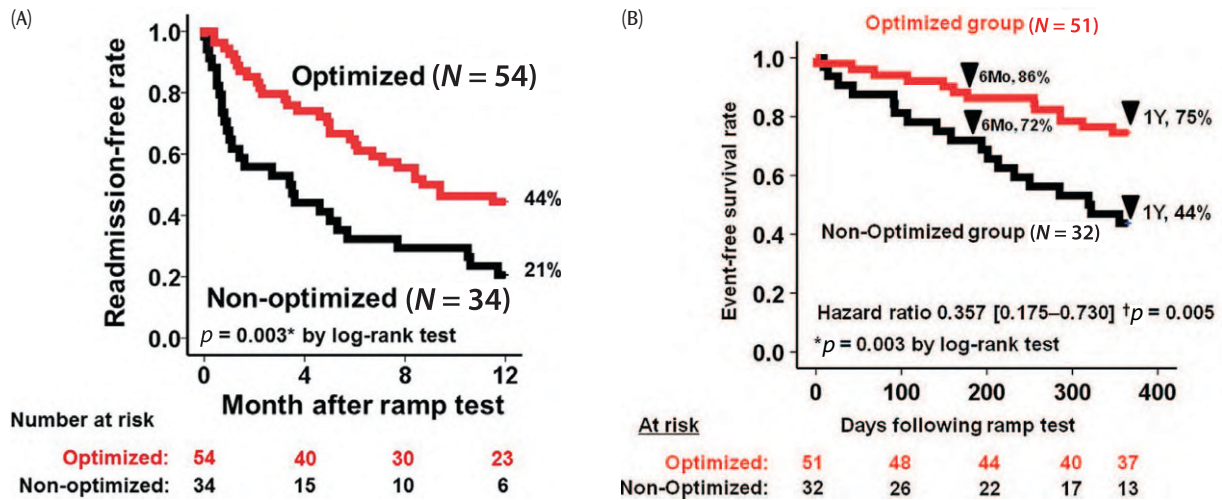 (A)
Readmission-free rate
1.0
0.8
0.6
0.4
0.2
0.0
Optimized (N = 54)
44%
21%
Non-optimized (N = 34)
p = 0.003* by log-rank test
0 4 8 12
Month after ramp test
Number at risk
Optimized: 54 40 30 23
Non-optimized: 34 15 10 6
(B)
Optimized group (N = 51)
Event-free survival rate
1.0
0.8
0.6
0.4
0.2
0.0
6Mo, 86%
6Mo, 72%
1Y, 75%
1Y, 44%
Non-Optimized group (N = 32)
Hazard ratio 0.357 [0.175–0.730] †p = 0.005
*p = 0.003 by log-rank test
0 100 200 300 400
Days following ramp test
At risk
Optimized: 51 48 44 40 37
Non-Optimized: 32 26 22 17 13